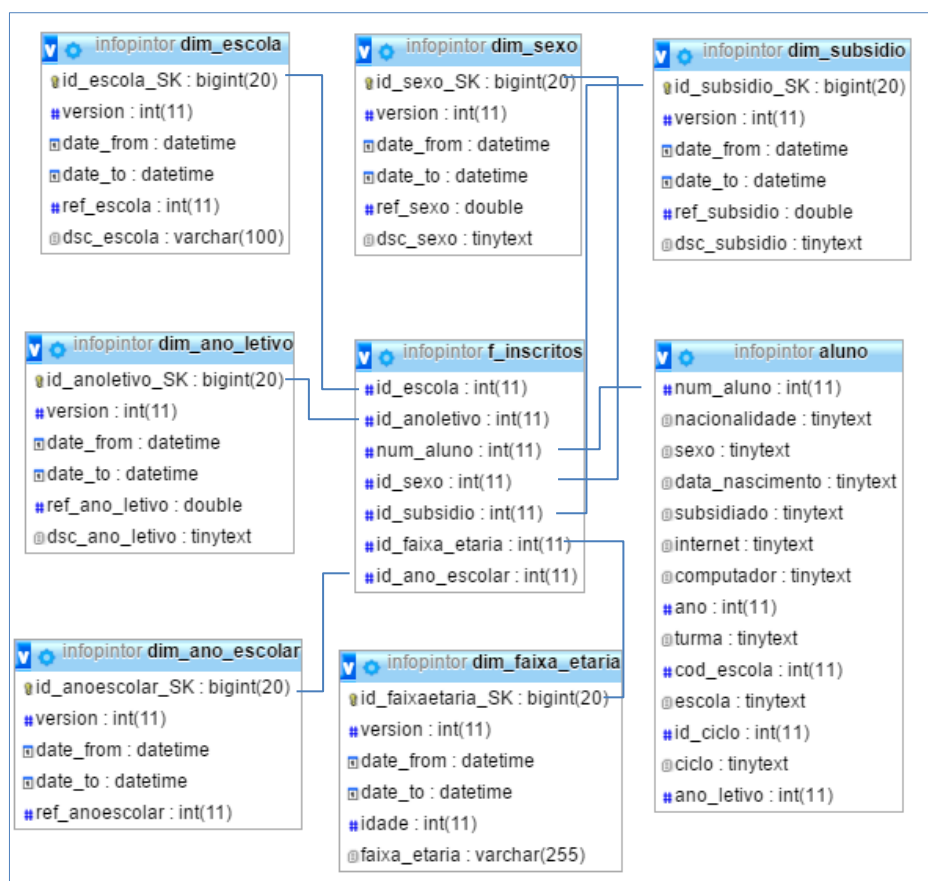 infopintor dim_escola
id_escola_SK : bigint(20)
version : int(11)
date_from : datetime
date_to : datetime
ref_escola : int(11)
dsc_escola : varchar(100)
infopintor dim_sexo
id_sexo_SK : bigint(20)
version : int(11)
date_from : datetime
date_to : datetime
ref_sexo : double
dsc_sexo : tinytext
infopintor dim_subsidio
id_subsidio_SK : bigint(20)
version : int(11)
date_from : datetime
date_to : datetime
ref_subsidio : double
dsc_subsidio : tinytext
infopintor dim_ano_letivo
id_anoletivo_SK : bigint(20)
version : int(11)
date_from : datetime
date_to : datetime
ref_ano_letivo : double
dsc_ano_letivo : tinytext
infopintor f_inscritos
id_escola : int(11)
id_anoletivo : int(11)
num_aluno : int(11)
id_sexo : int(11)
id_subsidio : int(11)
id_faixa_etaria : int(11)
id_ano_escolar : int(11)
infopintor aluno
num_aluno : int(11)
nacionalidade : tinytext
sexo : tinytext
data_nascimento : tinytext
subsidiado : tinytext
internet : tinytext
computador : tinytext
ano : int(11)
turma : tinytext
cod_escola : int(11)
escola : tinytext
id_ciclo : int(11)
ciclo : tinytext
ano_letivo : int(11)
infopintor dim_ano_escolar
id_anoescolar_SK : bigint(20)
version : int(11)
date_from : datetime
date_to : datetime
ref_anoescolar : int(11)
infopintor dim_faixa_etaria
id_faixaetaria_SK : bigint(20)
version : int(11)
date_from : datetime
date_to : datetime
idade : int(11)
faixa_etaria : varchar(255)